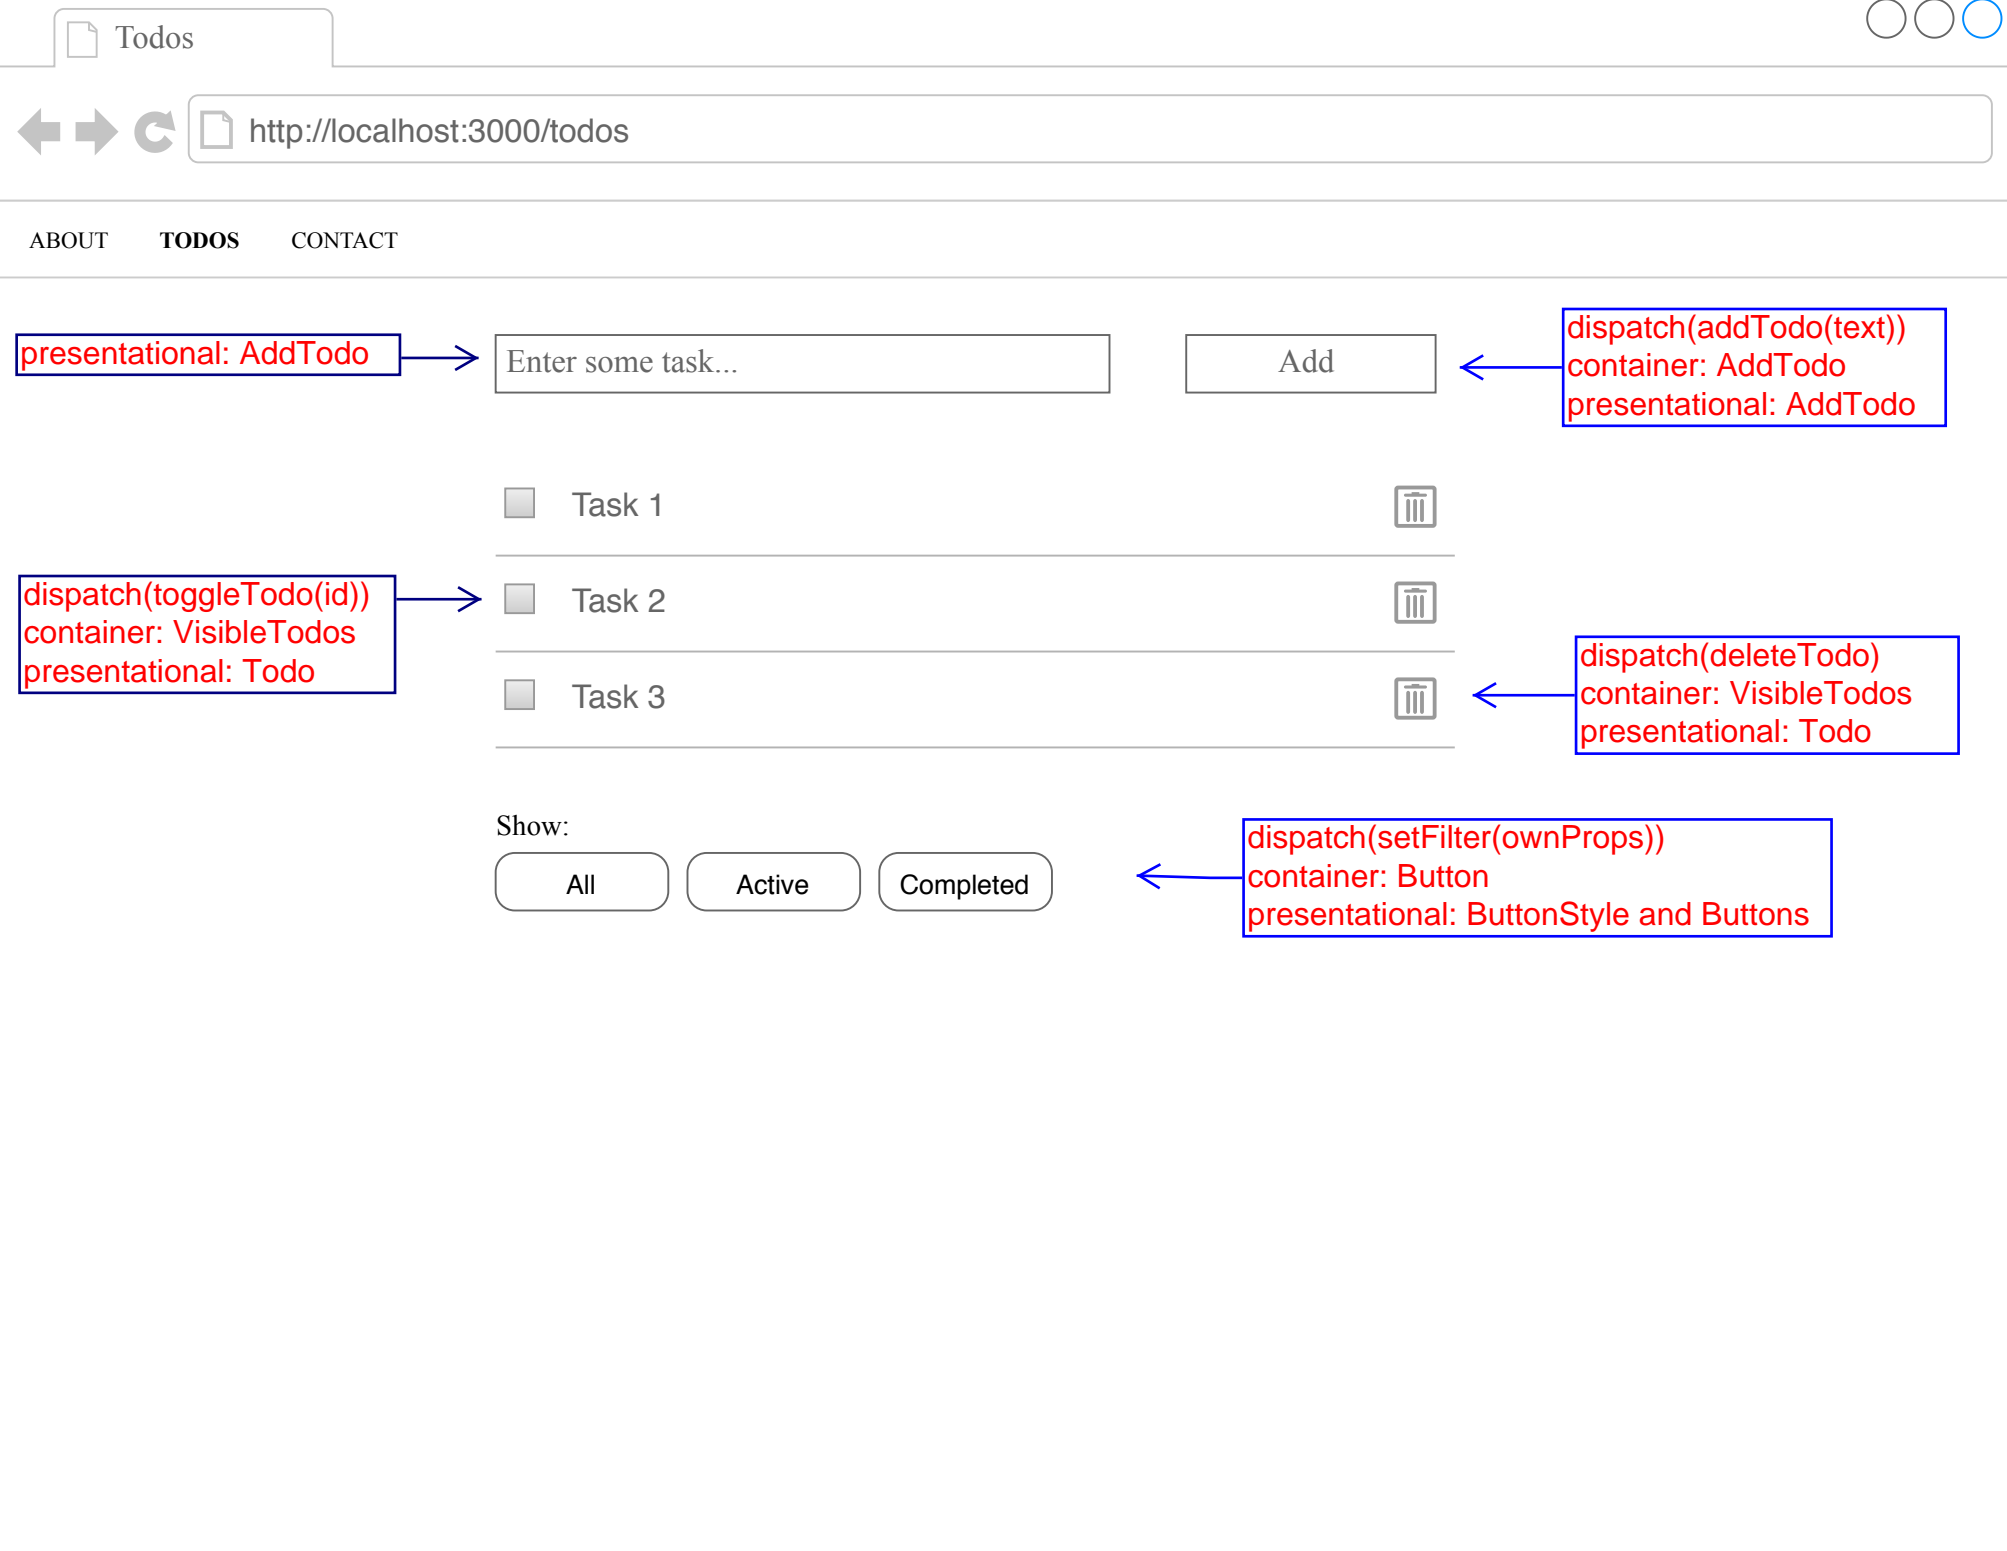 Todos
http://localhost:3000/todos
ABOUT TODOS CONTACT
presentational: AddTodo
Enter some task...
Add
dispatch(addTodo(text))
container: AddTodo
presentational: AddTodo
Task 1
dispatch(toggleTodo(id))
container: VisibleTodos
presentational: Todo
Task 2
Task 3
dispatch(deleteTodo)
container: VisibleTodos
presentational: Todo
Show:
All Active Completed
dispatch(setFilter(ownProps))
container: Button
presentational: ButtonStyle and Buttons